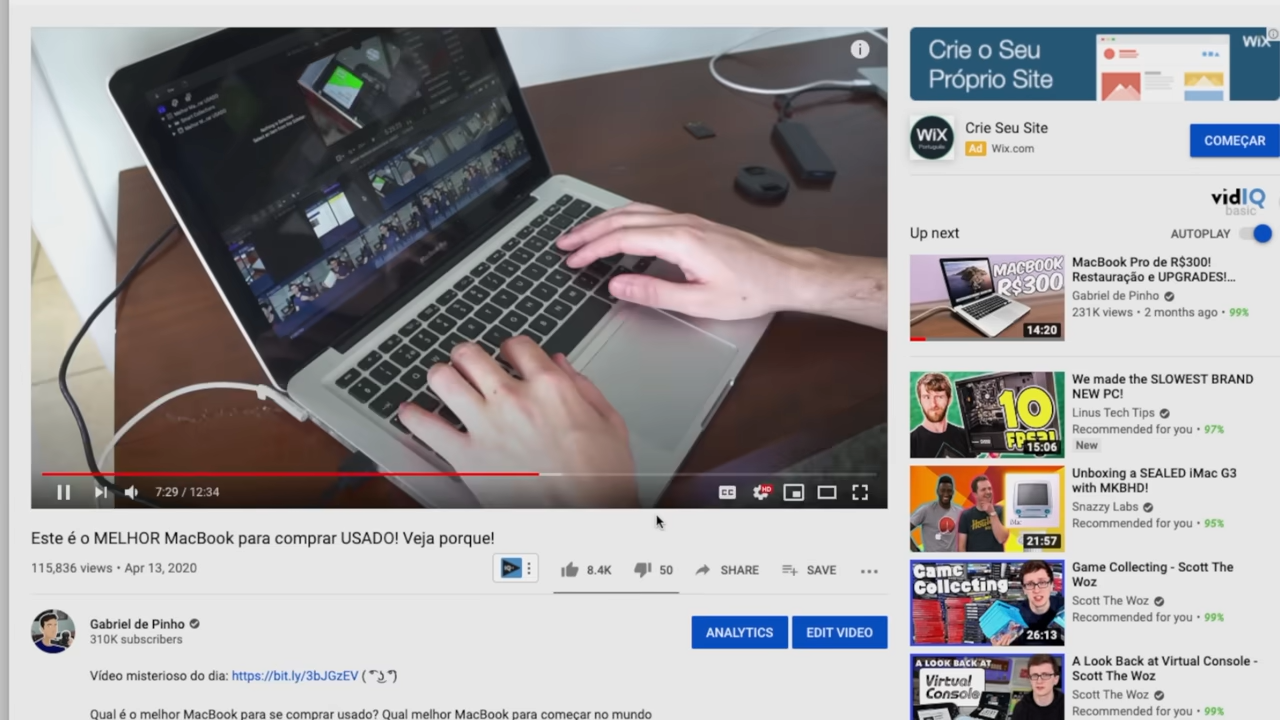 7:29 / 12:34
CC
HD
Este é o MELHOR MacBook para comprar USADO! Veja porque!
115,836 views • Apr 13, 2020
8.4K
50
SHARE
SAVE
Gabriel de Pinho
310K subscribers
ANALYTICS
EDIT VIDEO
Vídeo misterioso do dia: https://bit.ly/3bJGzEV ( ͡° ͜ʖ ͡°)
Qual é o melhor MacBook para se comprar usado? Qual melhor MacBook para começar no mundo
Crie o Seu
Próprio Site
WiX
WiX
Português
Crie Seu Site
Ad Wix.com
COMEÇAR
vidIQ
basic
Up next
AUTOPLAY
MACBOOK
R$300
14:20
MacBook Pro de R$300!
Restauração e UPGRADES!...
Gabriel de Pinho
231K views • 2 months ago • 99%
10
FPS?!
15:06
We made the SLOWEST BRAND
NEW PC!
Linus Tech Tips
Recommended for you • 97%
New
iMac
21:57
Unboxing a SEALED iMac G3
with MKBHD!
Snazzy Labs
Recommended for you • 95%
Game
Collecting
26:13
Game Collecting - Scott The
Woz
Scott The Woz
Recommended for you • 99%
A LOOK BACK AT
Virtual
Console
A Look Back at Virtual Console -
Scott The Woz
Scott The Woz
Recommended for you • 99%